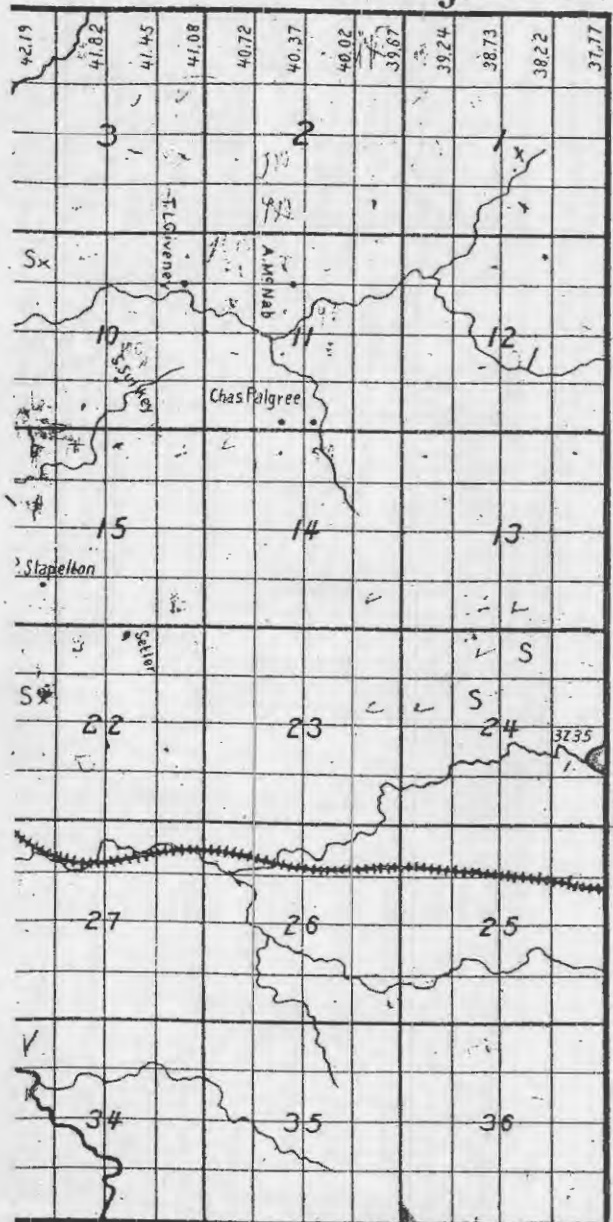 42.19 41.82 41.45 41.08 40.72 40.37 40.02 39.67 39.24 38.73 38.22 37.77
3 2 1
x
T.L.Giveney
A McNab
Sx
10 11 12
Chas Palgree
15 14 13
Stapelton
Setler
S
Sx S
22 23 24
3235
27 26 25
V
34 35 36